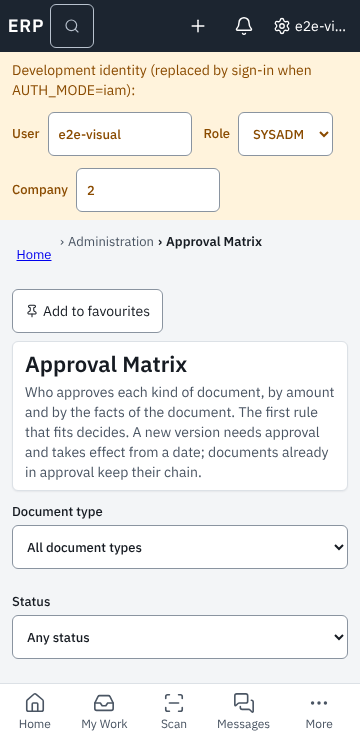 ERP
e2e-vi...
Development identity (replaced by sign-in when
AUTH_MODE=iam):
User e2e-visual Role SYSADM
Company 2
Home › Administration › Approval Matrix
Add to favourites
Approval Matrix
Who approves each kind of document, by amount
and by the facts of the document. The first rule
that fits decides. A new version needs approval
and takes effect from a date; documents already
in approval keep their chain.
Document type
All document types
Status
Any status
Home My Work Scan Messages More